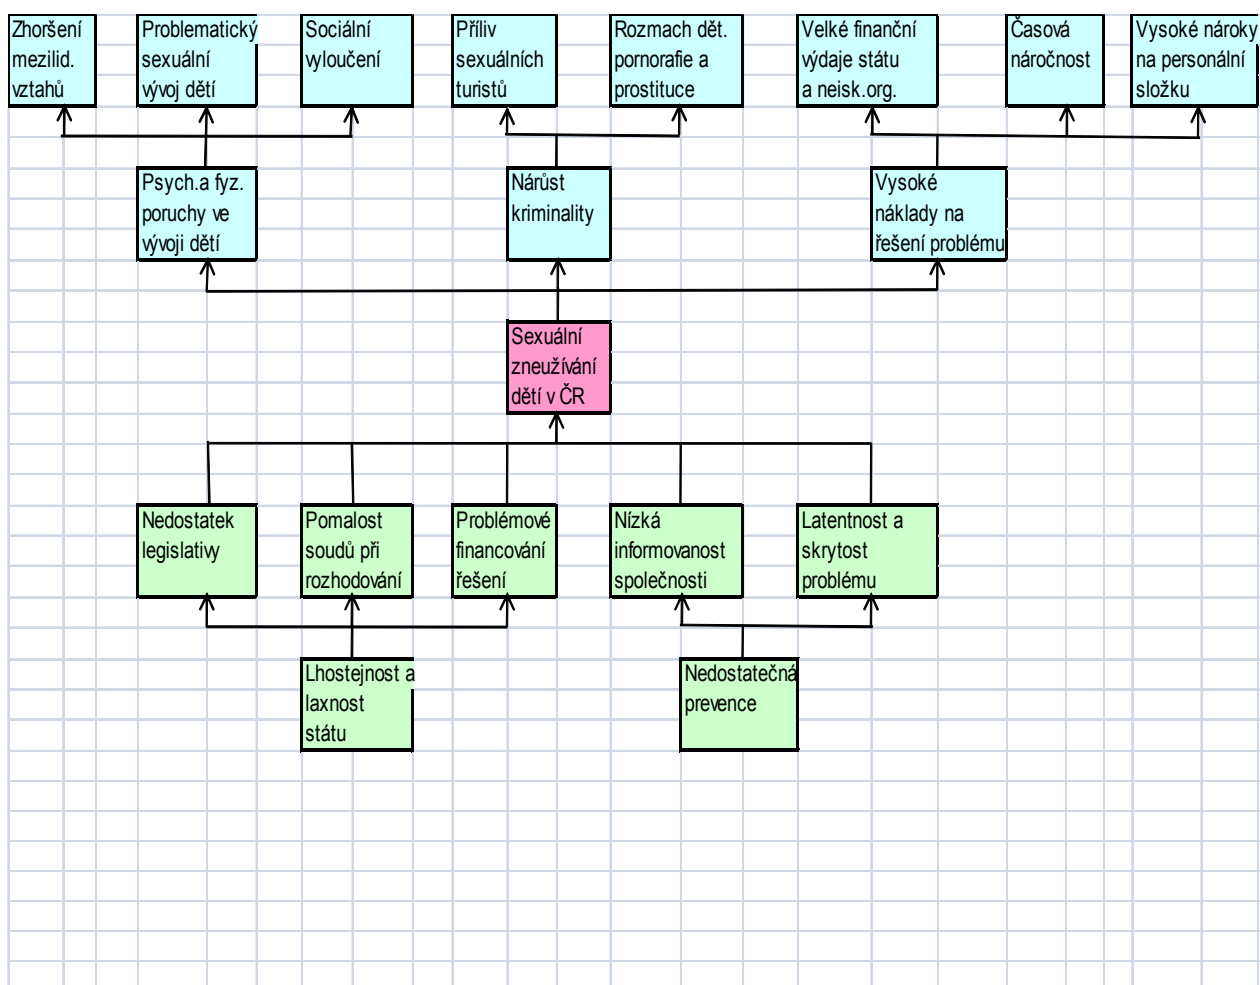 Zhoršení
mezilid.
vztahů
Problematický
sexuální
vývoj dětí
Sociální
vyloučení
Příliv
sexuálních
turistů
Rozmach dět.
pornorafie a
prostituce
Velké finanční
výdaje státu
a neisk.org.
Časová
náročnost
Vysoké nároky
na personální
složku
Psych.a fyz.
poruchy ve
vývoji dětí
Nárůst
kriminality
Vysoké
náklady na
řešení problému
Sexuální
zneužívání
dětí v ČR
Nedostatek
legislativy
Pomalost
soudů při
rozhodování
Problémové
financování
řešení
Nízká
informovanost
společnosti
Latentnost a
skrytost
problému
Lhostejnost a
laxnost
státu
Nedostatečná
prevence